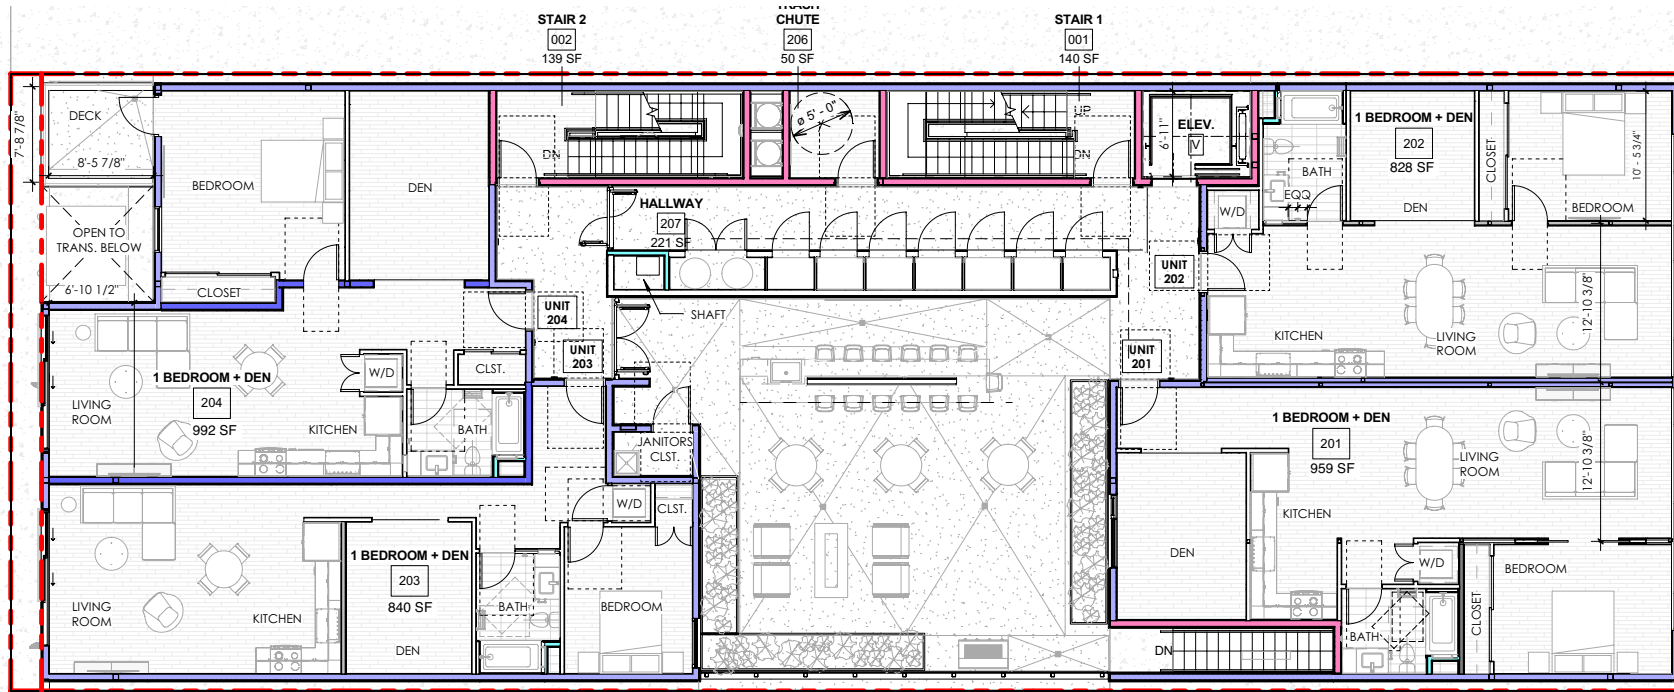 STAIR 2
002
139 SF
TRASH
CHUTE
206
50 SF
STAIR 1
001
140 SF
7'-8 7/8"
DECK
8'-5 7/8"
OPEN TO
TRANS. BELOW
6'-10 1/2"
BEDROOM
CLOSET
DEN
DN
ø 5' - 0"
UP
DN
6'-11"
ELEV.
HALLWAY
207
221 SF
SHAFT
W/D
EQQ
BATH
1 BEDROOM + DEN
202
828 SF
DEN
CLOSET
BEDROOM
10' - 5 3/4"
UNIT
202
KITCHEN
LIVING
ROOM
12'-10 3/8"
UNIT
204
UNIT
203
UNIT
201
1 BEDROOM + DEN
204
992 SF
LIVING
ROOM
KITCHEN
W/D
CLST.
BATH
JANITORS
CLST.
1 BEDROOM + DEN
201
959 SF
LIVING
ROOM
12'-10 3/8"
KITCHEN
DEN
W/D
CLST.
1 BEDROOM + DEN
203
840 SF
LIVING
ROOM
KITCHEN
DEN
BATH
BEDROOM
DN
W/D
BATH
CLOSET
BEDROOM